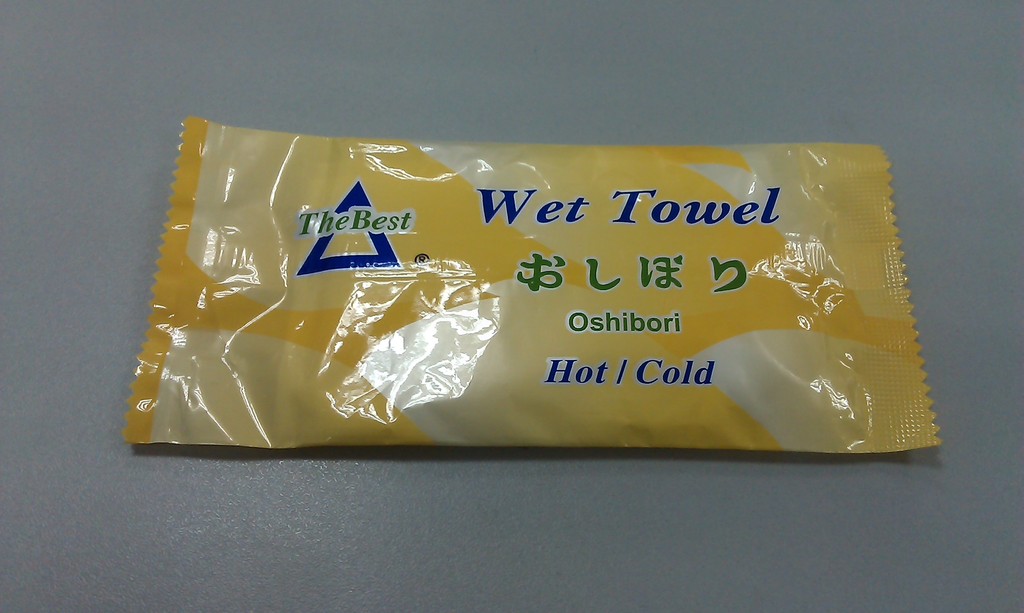 TheBest
®
Wet Towel
おしぼり
Oshibori
Hot / Cold